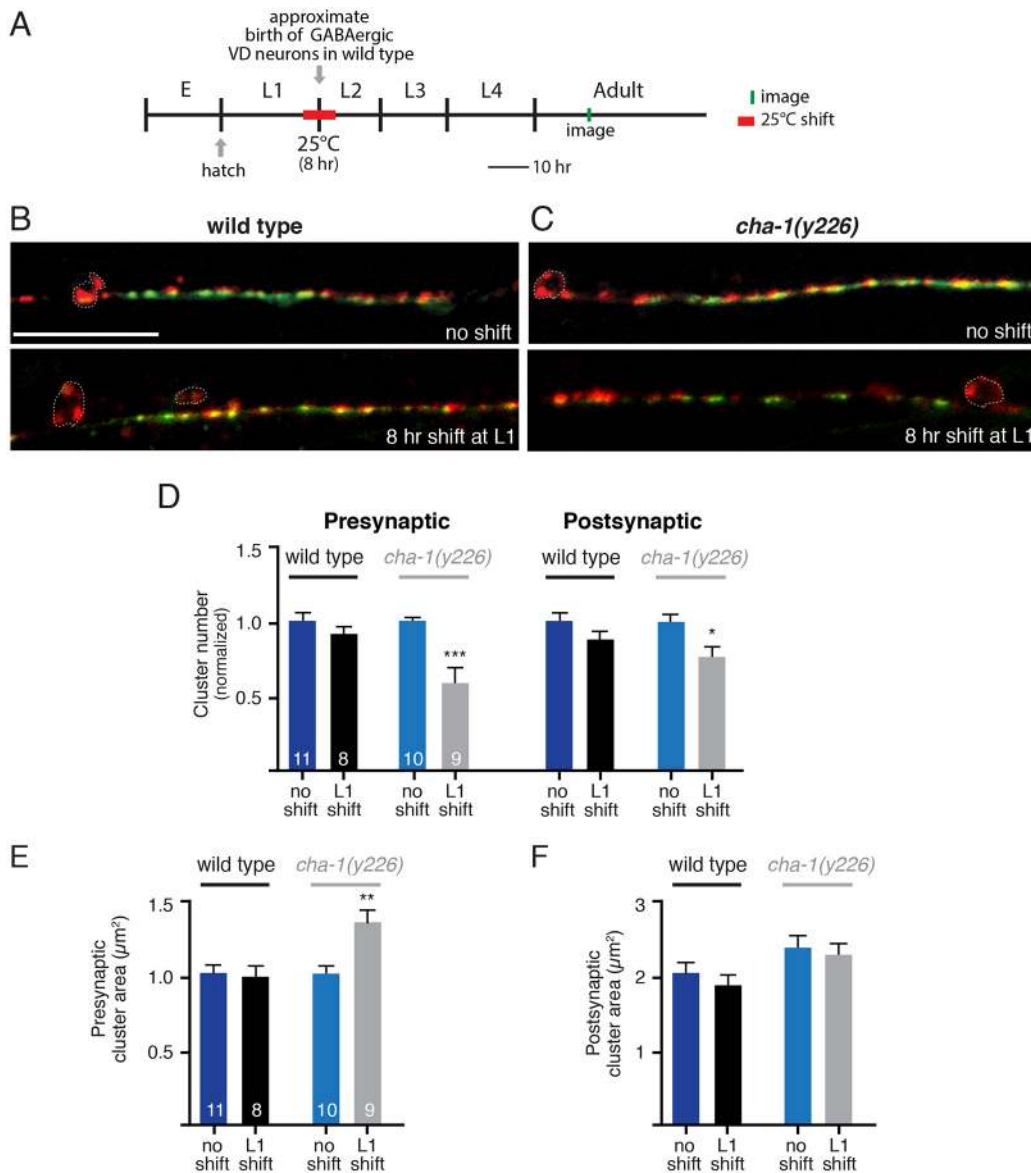 A
approximate
birth of GABAergic
VD neurons in wild type
E
L1
L2
L3
L4
Adult
image
25°C shift
image
25°C
(8 hr)
hatch
10 hr
B
wild type
no shift
8 hr shift at L1
C
cha-1(y226)
no shift
8 hr shift at L1
D
Presynaptic
Postsynaptic
wild type
cha-1(y226)
wild type
cha-1(y226)
Cluster number
(normalized)
1.5
1.0
0.5
***
*
11
8
10
9
no
shift
L1
shift
no
shift
L1
shift
no
shift
L1
shift
no
shift
L1
shift
E
wild type
cha-1(y226)
Presynaptic
cluster area (µm²)
1.5
1.0
0.5
**
11
8
10
9
no
shift
L1
shift
no
shift
L1
shift
F
wild type
cha-1(y226)
Postsynaptic
cluster area (µm²)
3
2
1
no
shift
L1
shift
no
shift
L1
shift